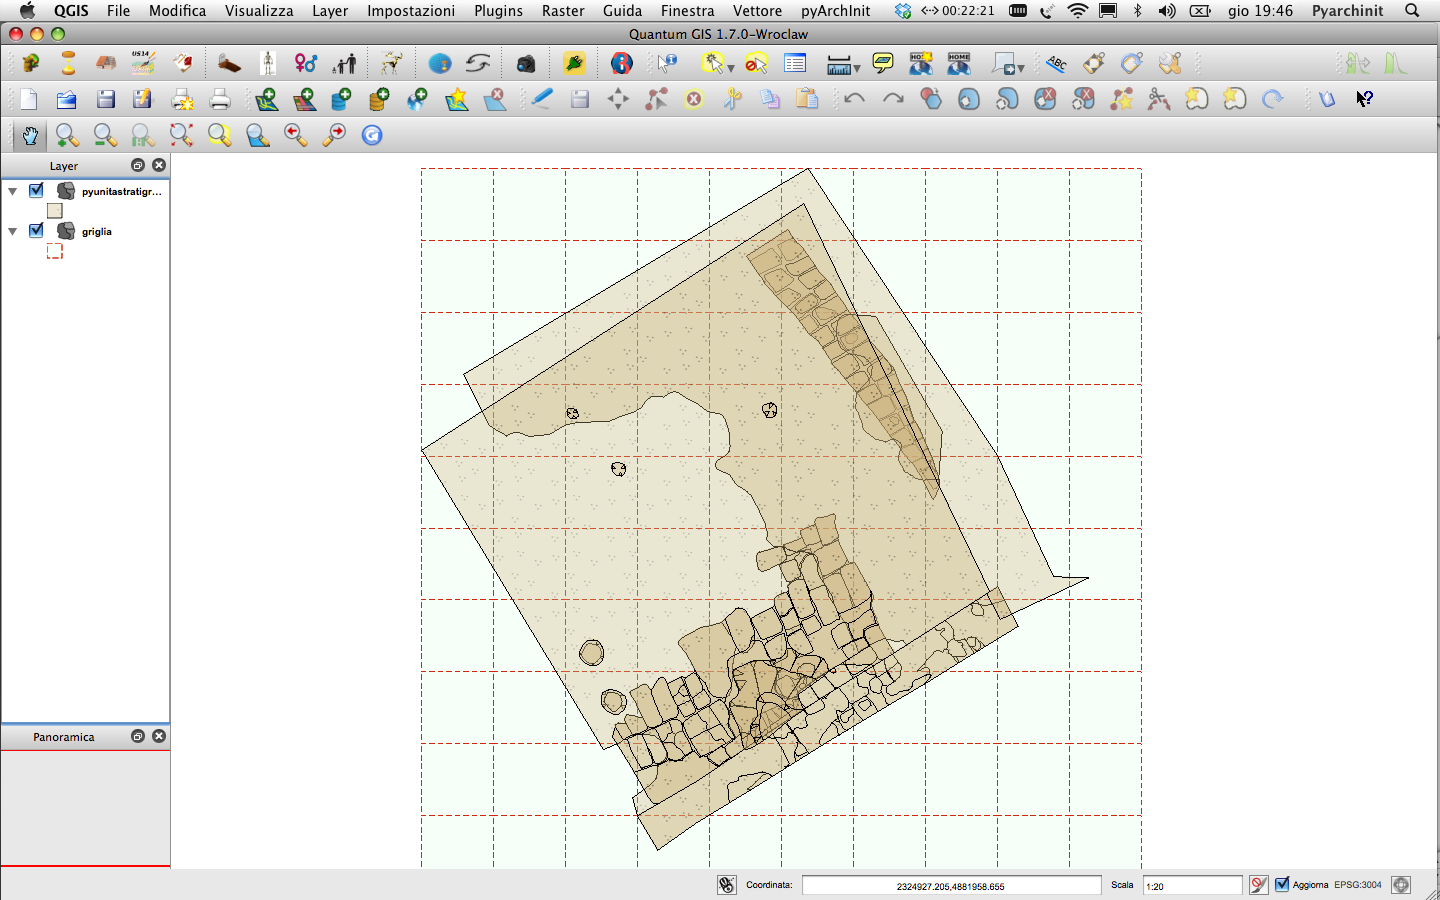 QGIS File Modifica Visualizza Layer Impostazioni Plugins Raster Guida Finestra Vettore pyArchInit 00:22:21 gio 19:46 Pyarchinit
Quantum GIS 1.7.0-Wroclaw
US14
HOME
ABC
Layer
pyunitastratigr...
griglia
Panoramica
Coordinata: 2324927.205,4881958.655 Scala 1:20 Aggiorna EPSG:3004